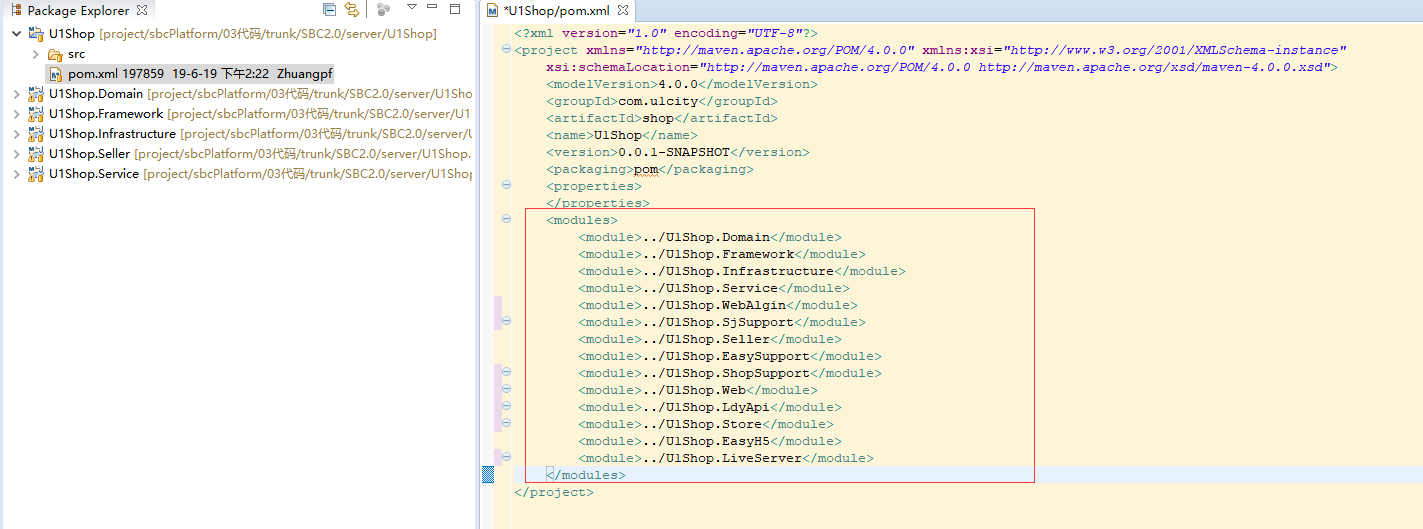 Package Explorer
U1Shop [project/sbcPlatform/03代码/trunk/SBC2.0/server/U1Shop]
src
pom.xml 197859 19-6-19 下午2:22 Zhuangpf
U1Shop.Domain [project/sbcPlatform/03代码/trunk/SBC2.0/server/U1Sho
U1Shop.Framework [project/sbcPlatform/03代码/trunk/SBC2.0/server/U1
U1Shop.Infrastructure [project/sbcPlatform/03代码/trunk/SBC2.0/server/U
U1Shop.Seller [project/sbcPlatform/03代码/trunk/SBC2.0/server/U1Shop.
U1Shop.Service [project/sbcPlatform/03代码/trunk/SBC2.0/server/U1Shop
*U1Shop/pom.xml
<?xml version="1.0" encoding="UTF-8"?>
<project xmlns="http://maven.apache.org/POM/4.0.0" xmlns:xsi="http://www.w3.org/2001/XMLSchema-instance"
xsi:schemaLocation="http://maven.apache.org/POM/4.0.0 http://maven.apache.org/xsd/maven-4.0.0.xsd">
<modelVersion>4.0.0</modelVersion>
<groupId>com.ulcity</groupId>
<artifactId>shop</artifactId>
<name>U1Shop</name>
<version>0.0.1-SNAPSHOT</version>
<packaging>pom</packaging>
<properties>
</properties>
<modules>
<module>../U1Shop.Domain</module>
<module>../U1Shop.Framework</module>
<module>../U1Shop.Infrastructure</module>
<module>../U1Shop.Service</module>
<module>../U1Shop.WebAlgin</module>
<module>../U1Shop.SjSupport</module>
<module>../U1Shop.Seller</module>
<module>../U1Shop.EasySupport</module>
<module>../U1Shop.ShopSupport</module>
<module>../U1Shop.Web</module>
<module>../U1Shop.LdyApi</module>
<module>../U1Shop.Store</module>
<module>../U1Shop.EasyH5</module>
<module>../U1Shop.LiveServer</module>
</modules>
</project>